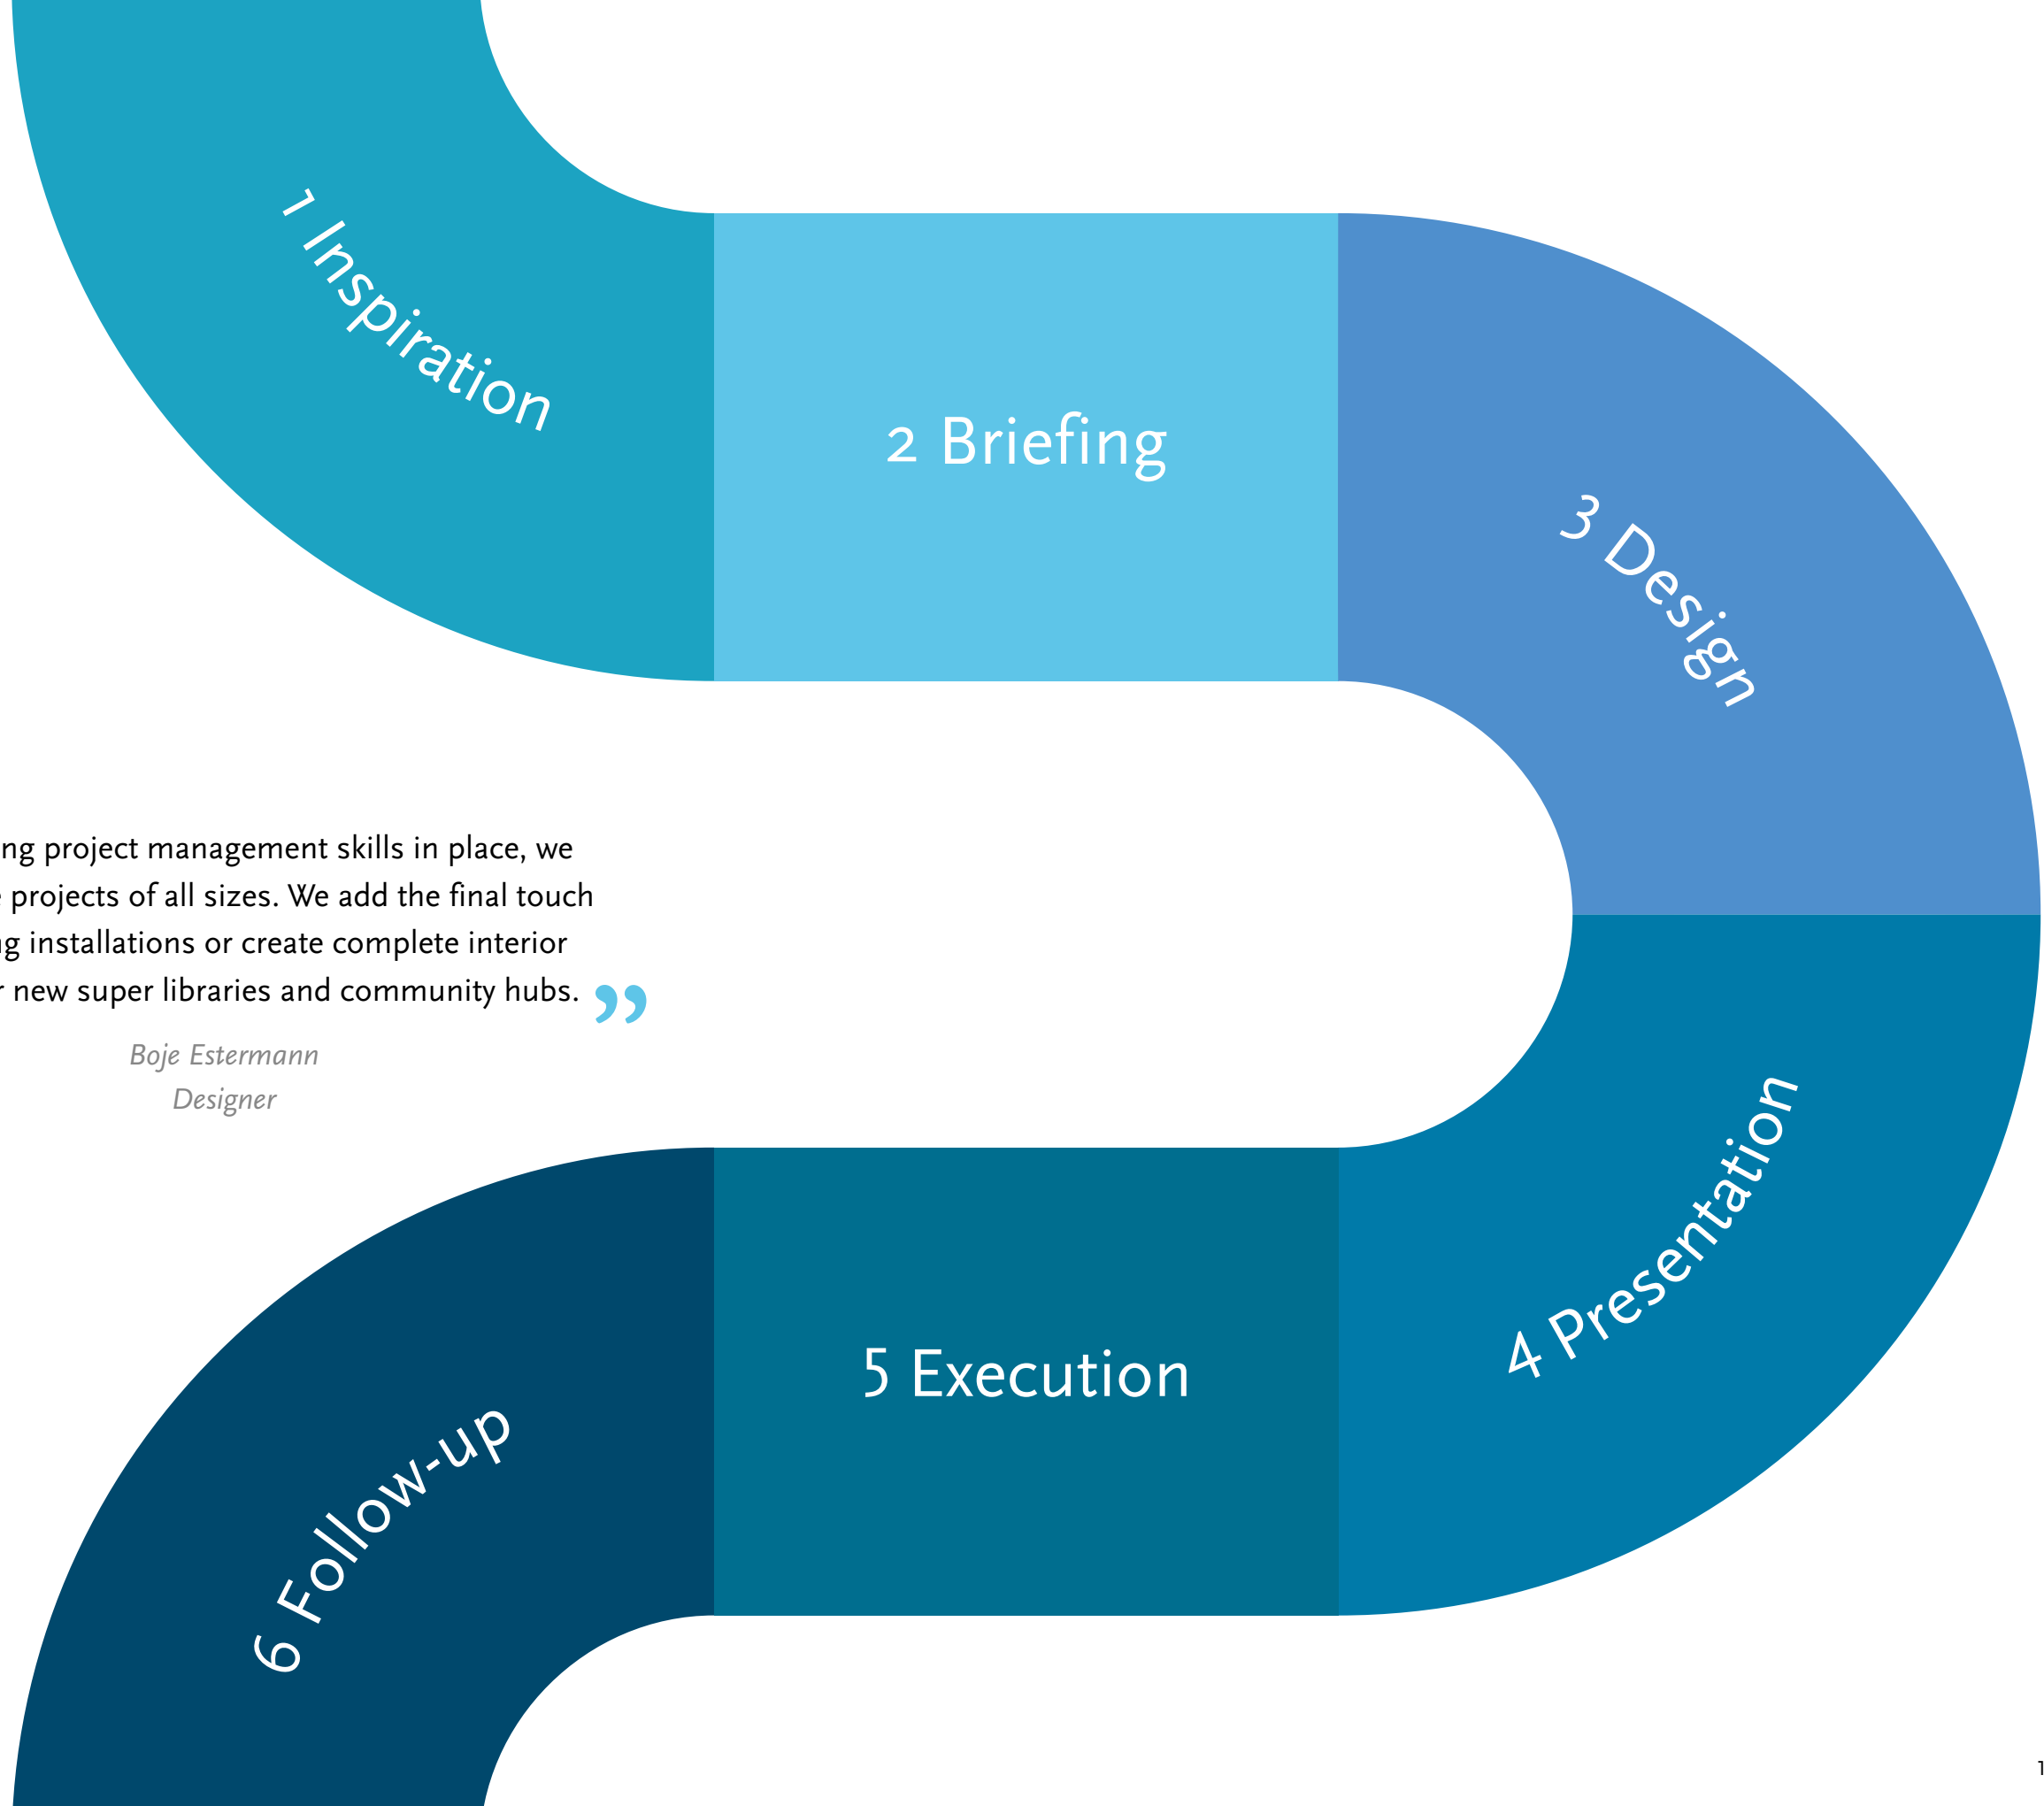 1 Inspiration
2 Briefing
3 Design
ng project management skills in place, we
projects of all sizes. We add the final touch
g installations or create complete interior
new super libraries and community hubs. ”
Boje Estermann
Designer
4 Presentation
5 Execution
6 Follow-up
1